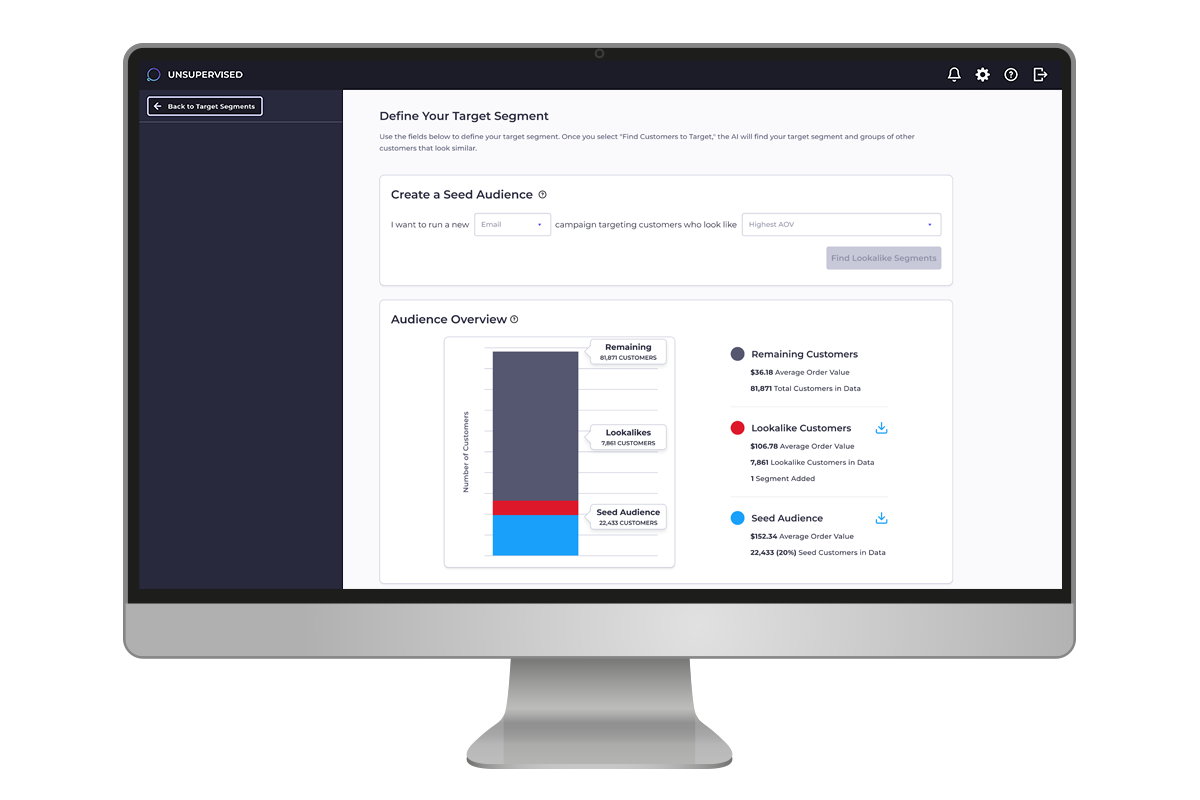 UNSUPERVISED
Back to Target Segments
Define Your Target Segment
Use the fields below to define your target segment. Once you select "Find Customers to Target," the AI will find your target segment and groups of other
customers that look similar.
Create a Seed Audience
I want to run a new Email campaign targeting customers who look like Highest AOV
Find Lookalike Segments
Audience Overview
Number of Customers
Remaining
81,871 CUSTOMERS
Lookalikes
7,861 CUSTOMERS
Seed Audience
22,433 CUSTOMERS
Remaining Customers
$36.18 Average Order Value
81,871 Total Customers in Data
Lookalike Customers
$106.78 Average Order Value
7,861 Lookalike Customers in Data
1 Segment Added
Seed Audience
$152.34 Average Order Value
22,433 (20%) Seed Customers in Data